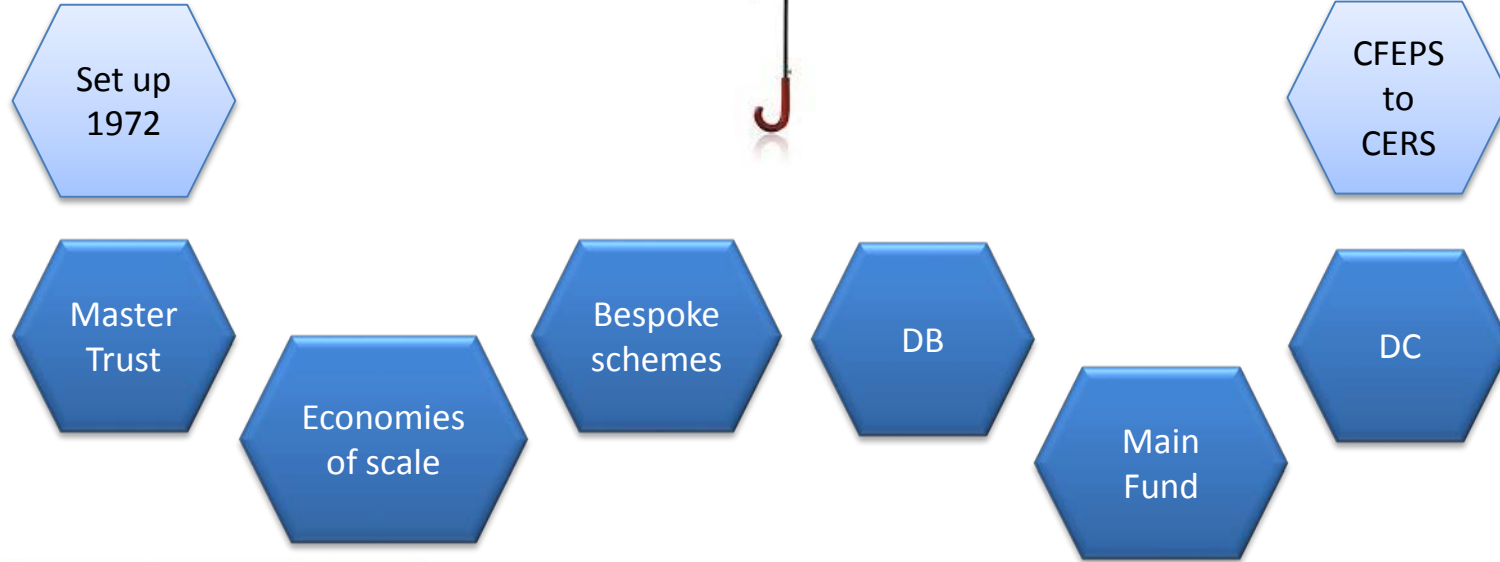 Set up
1972
CFEPS
to
CERS
Master
Trust
Economies
of scale
Bespoke
schemes
DB
Main
Fund
DC